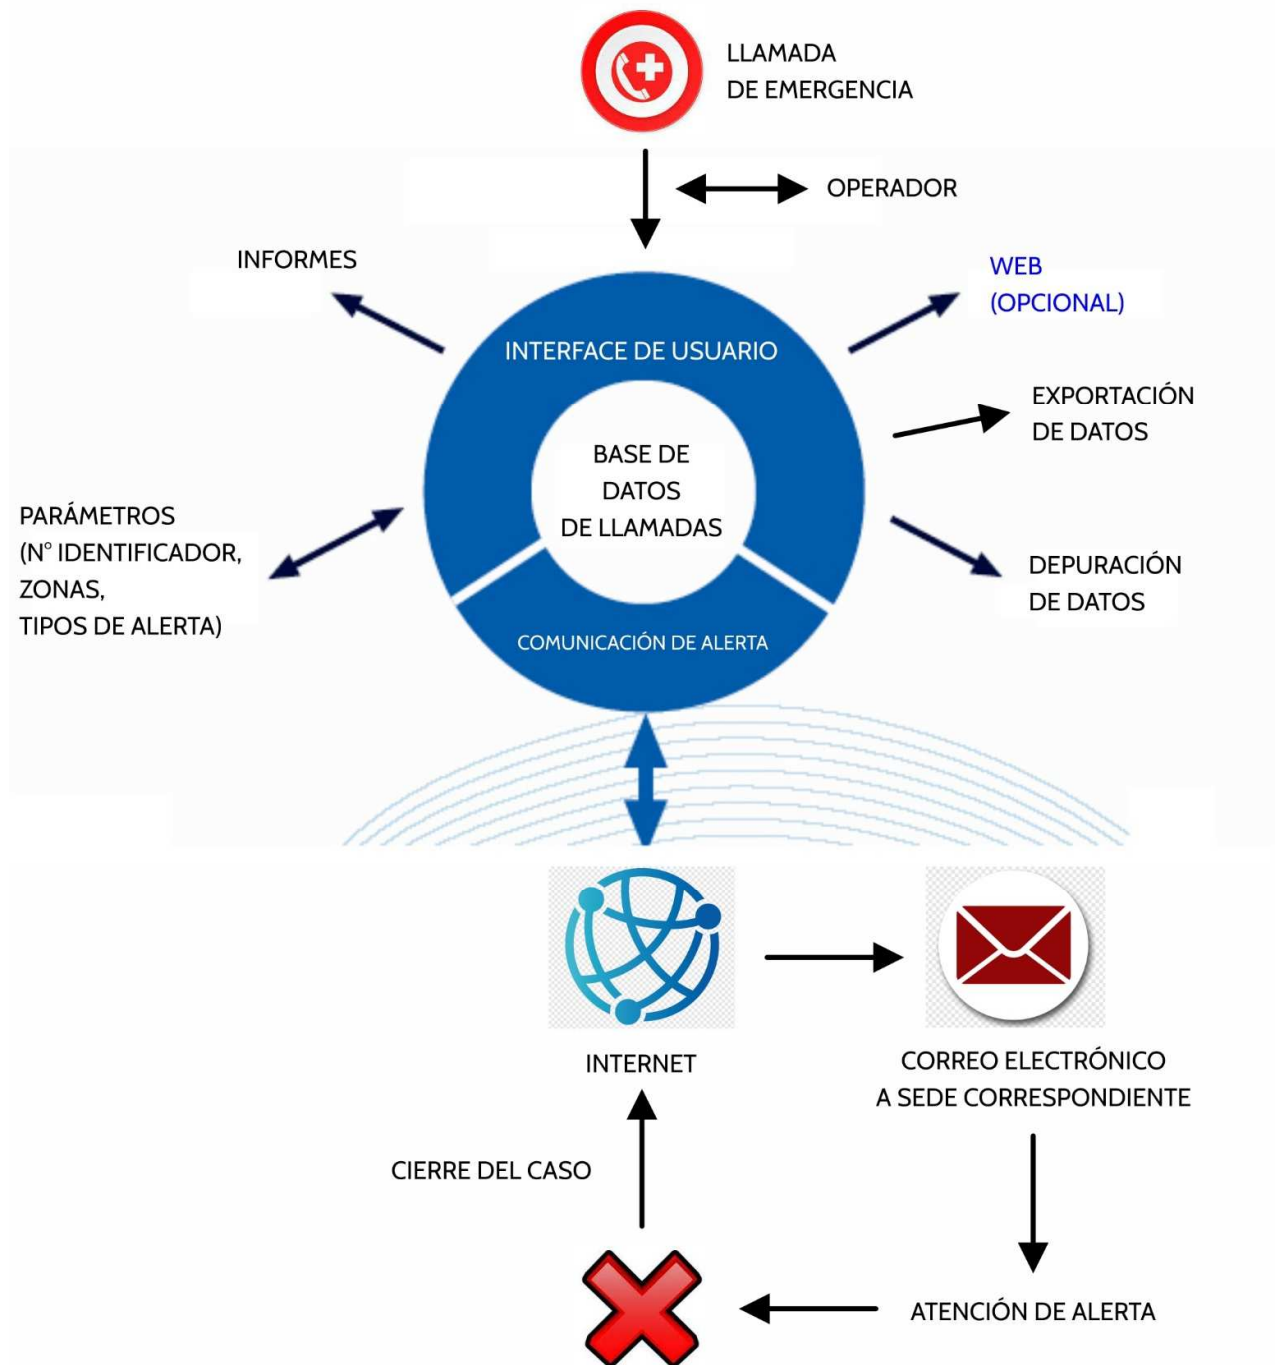 LLAMADA
DE EMERGENCIA
OPERADOR
INFORMES
WEB
(OPCIONAL)
INTERFACE DE USUARIO
EXPORTACIÓN
DE DATOS
BASE DE
DATOS
DE LLAMADAS
PARÁMETROS
(N° IDENTIFICADOR,
ZONAS,
TIPOS DE ALERTA)
DEPURACIÓN
DE DATOS
COMUNICACIÓN DE ALERTA
INTERNET
CORREO ELECTRÓNICO
A SEDE CORRESPONDIENTE
CIERRE DEL CASO
ATENCIÓN DE ALERTA